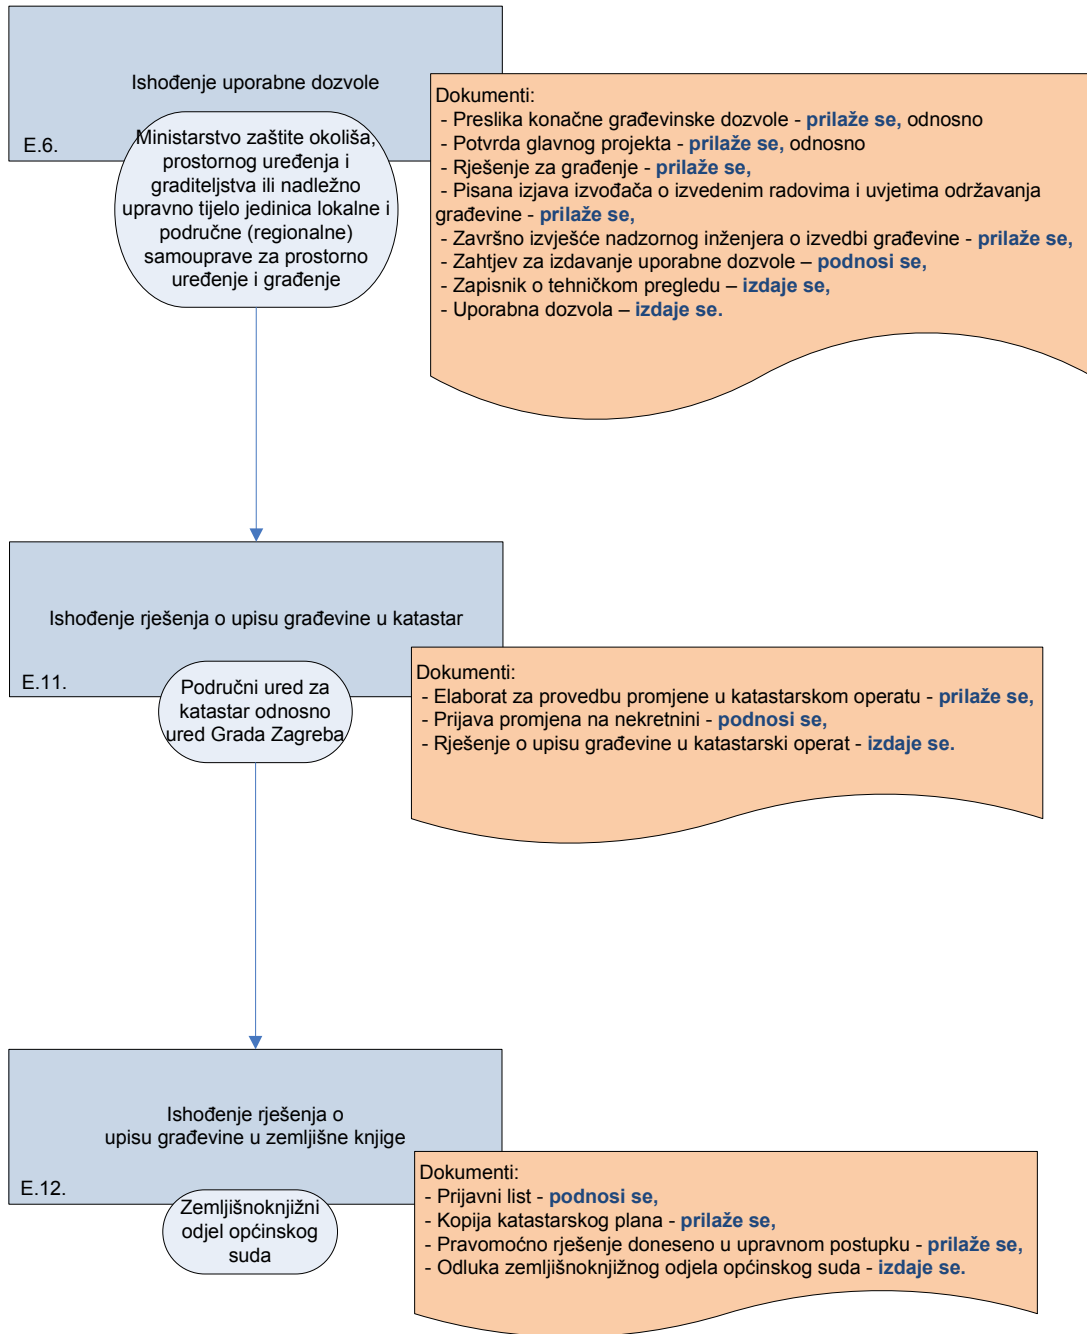 Ishođenje uporabne dozvole
E.6.
Ministarstvo zaštite okoliša,
prostornog uređenja i
graditeljstva ili nadležno
upravno tijelo jedinica lokalne i
područne (regionalne)
samouprave za prostorno
uređenje i građenje
Dokumenti:
- Preslika konačne građevinske dozvole - prilaže se, odnosno
- Potvrda glavnog projekta - prilaže se, odnosno
- Rješenje za građenje - prilaže se,
- Pisana izjava izvođača o izvedenim radovima i uvjetima održavanja
građevine - prilaže se,
- Završno izvješće nadzornog inženjera o izvedbi građevine - prilaže se,
- Zahtjev za izdavanje uporabne dozvole – podnosi se,
- Zapisnik o tehničkom pregledu – izdaje se,
- Uporabna dozvola – izdaje se.
Ishođenje rješenja o upisu građevine u katastar
E.11.
Područni ured za
katastar odnosno
ured Grada Zagreba
Dokumenti:
- Elaborat za provedbu promjene u katastarskom operatu - prilaže se,
- Prijava promjena na nekretnini - podnosi se,
- Rješenje o upisu građevine u katastarski operat - izdaje se.
Ishođenje rješenja o
upisu građevine u zemljišne knjige
E.12.
Zemljišnoknjižni
odjel općinskog
suda
Dokumenti:
- Prijavni list - podnosi se,
- Kopija katastarskog plana - prilaže se,
- Pravomoćno rješenje doneseno u upravnom postupku - prilaže se,
- Odluka zemljišnoknjižnog odjela općinskog suda - izdaje se.